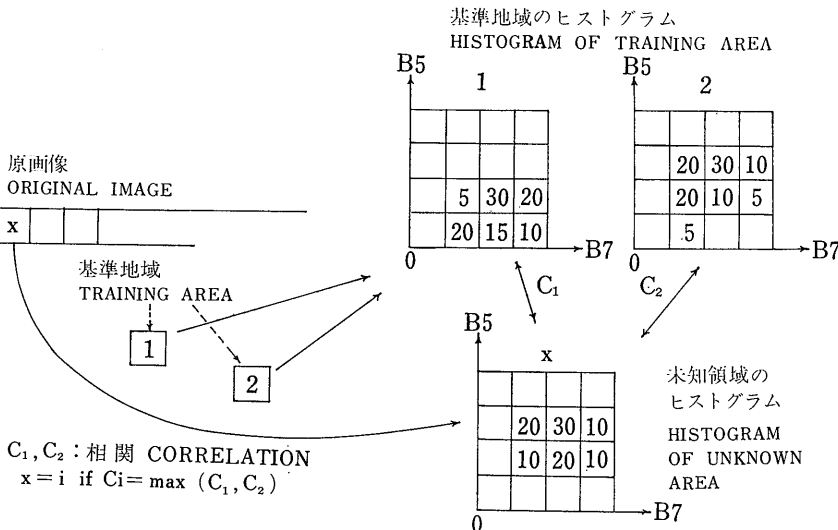 基準地域のヒストグラム
HISTOGRAM OF TRAINING AREA
B5
1
5 30 20
20 15 10
0
B7
B5
2
20 30 10
20 10 5
5
0
B7
原画像
ORIGINAL IMAGE
x
基準地域
TRAINING AREA
1
2
C₁
C₂
B5
x
20 30 10
10 20 10
0
B7
未知領域の
ヒストグラム
HISTOGRAM
OF UNKNOWN
AREA
C₁, C₂ : 相関 CORRELATION
x = i if Ci = max (C₁, C₂)